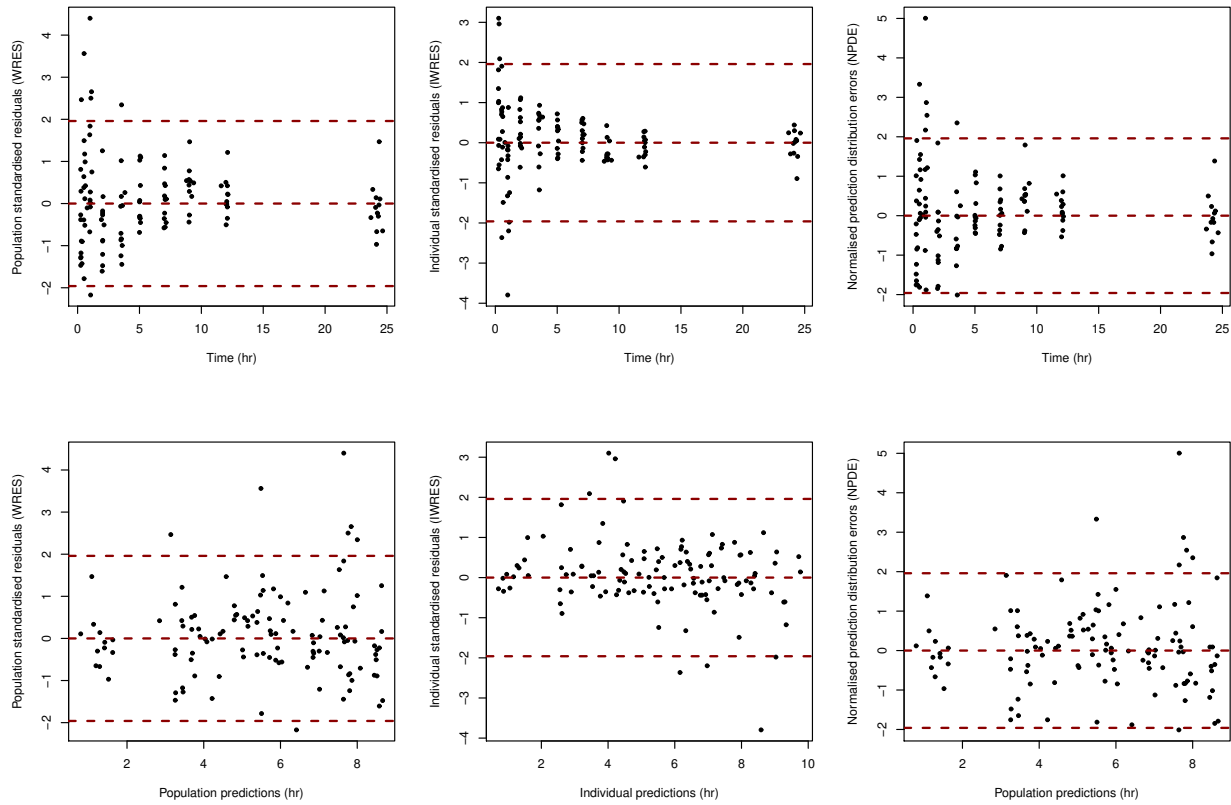 Population standardised residuals (WRES)
−2 −1 0 1 2 3 4
0 5 10 15 20 25
Time (hr)
Individual standardised residuals (IWRES)
−4 −3 −2 −1 0 1 2 3
0 5 10 15 20 25
Time (hr)
Normalised prediction distribution errors (NPDE)
−2 −1 0 1 2 3 4 5
0 5 10 15 20 25
Time (hr)
Population standardised residuals (WRES)
−2 −1 0 1 2 3 4
2 4 6 8
Population predictions (hr)
Individual standardised residuals (IWRES)
−4 −3 −2 −1 0 1 2 3
2 4 6 8 10
Individual predictions (hr)
Normalised prediction distribution errors (NPDE)
−2 −1 0 1 2 3 4 5
2 4 6 8
Population predictions (hr)